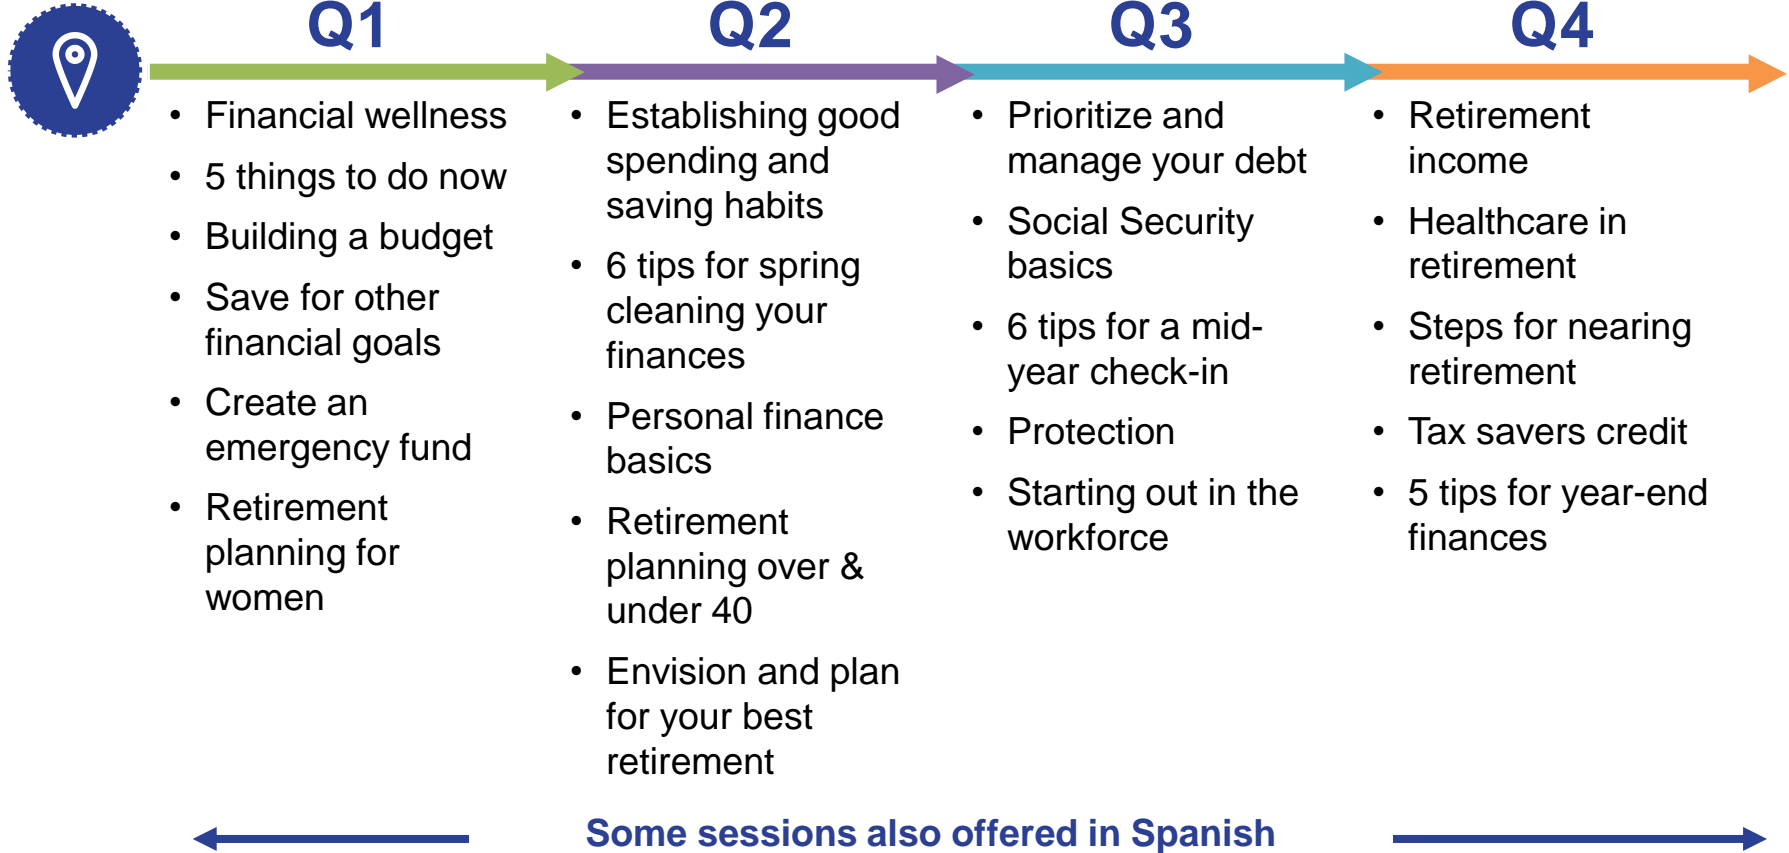 Q1
• Financial wellness
• 5 things to do now
• Building a budget
• Save for other
financial goals
• Create an
emergency fund
• Retirement
planning for
women
Q2
• Establishing good
spending and
saving habits
• 6 tips for spring
cleaning your
finances
• Personal finance
basics
• Retirement
planning over &
under 40
• Envision and plan
for your best
retirement
Q3
• Prioritize and
manage your debt
• Social Security
basics
• 6 tips for a mid-
year check-in
• Protection
• Starting out in the
workforce
Q4
• Retirement
income
• Healthcare in
retirement
• Steps for nearing
retirement
• Tax savers credit
• 5 tips for year-end
finances
Some sessions also offered in Spanish